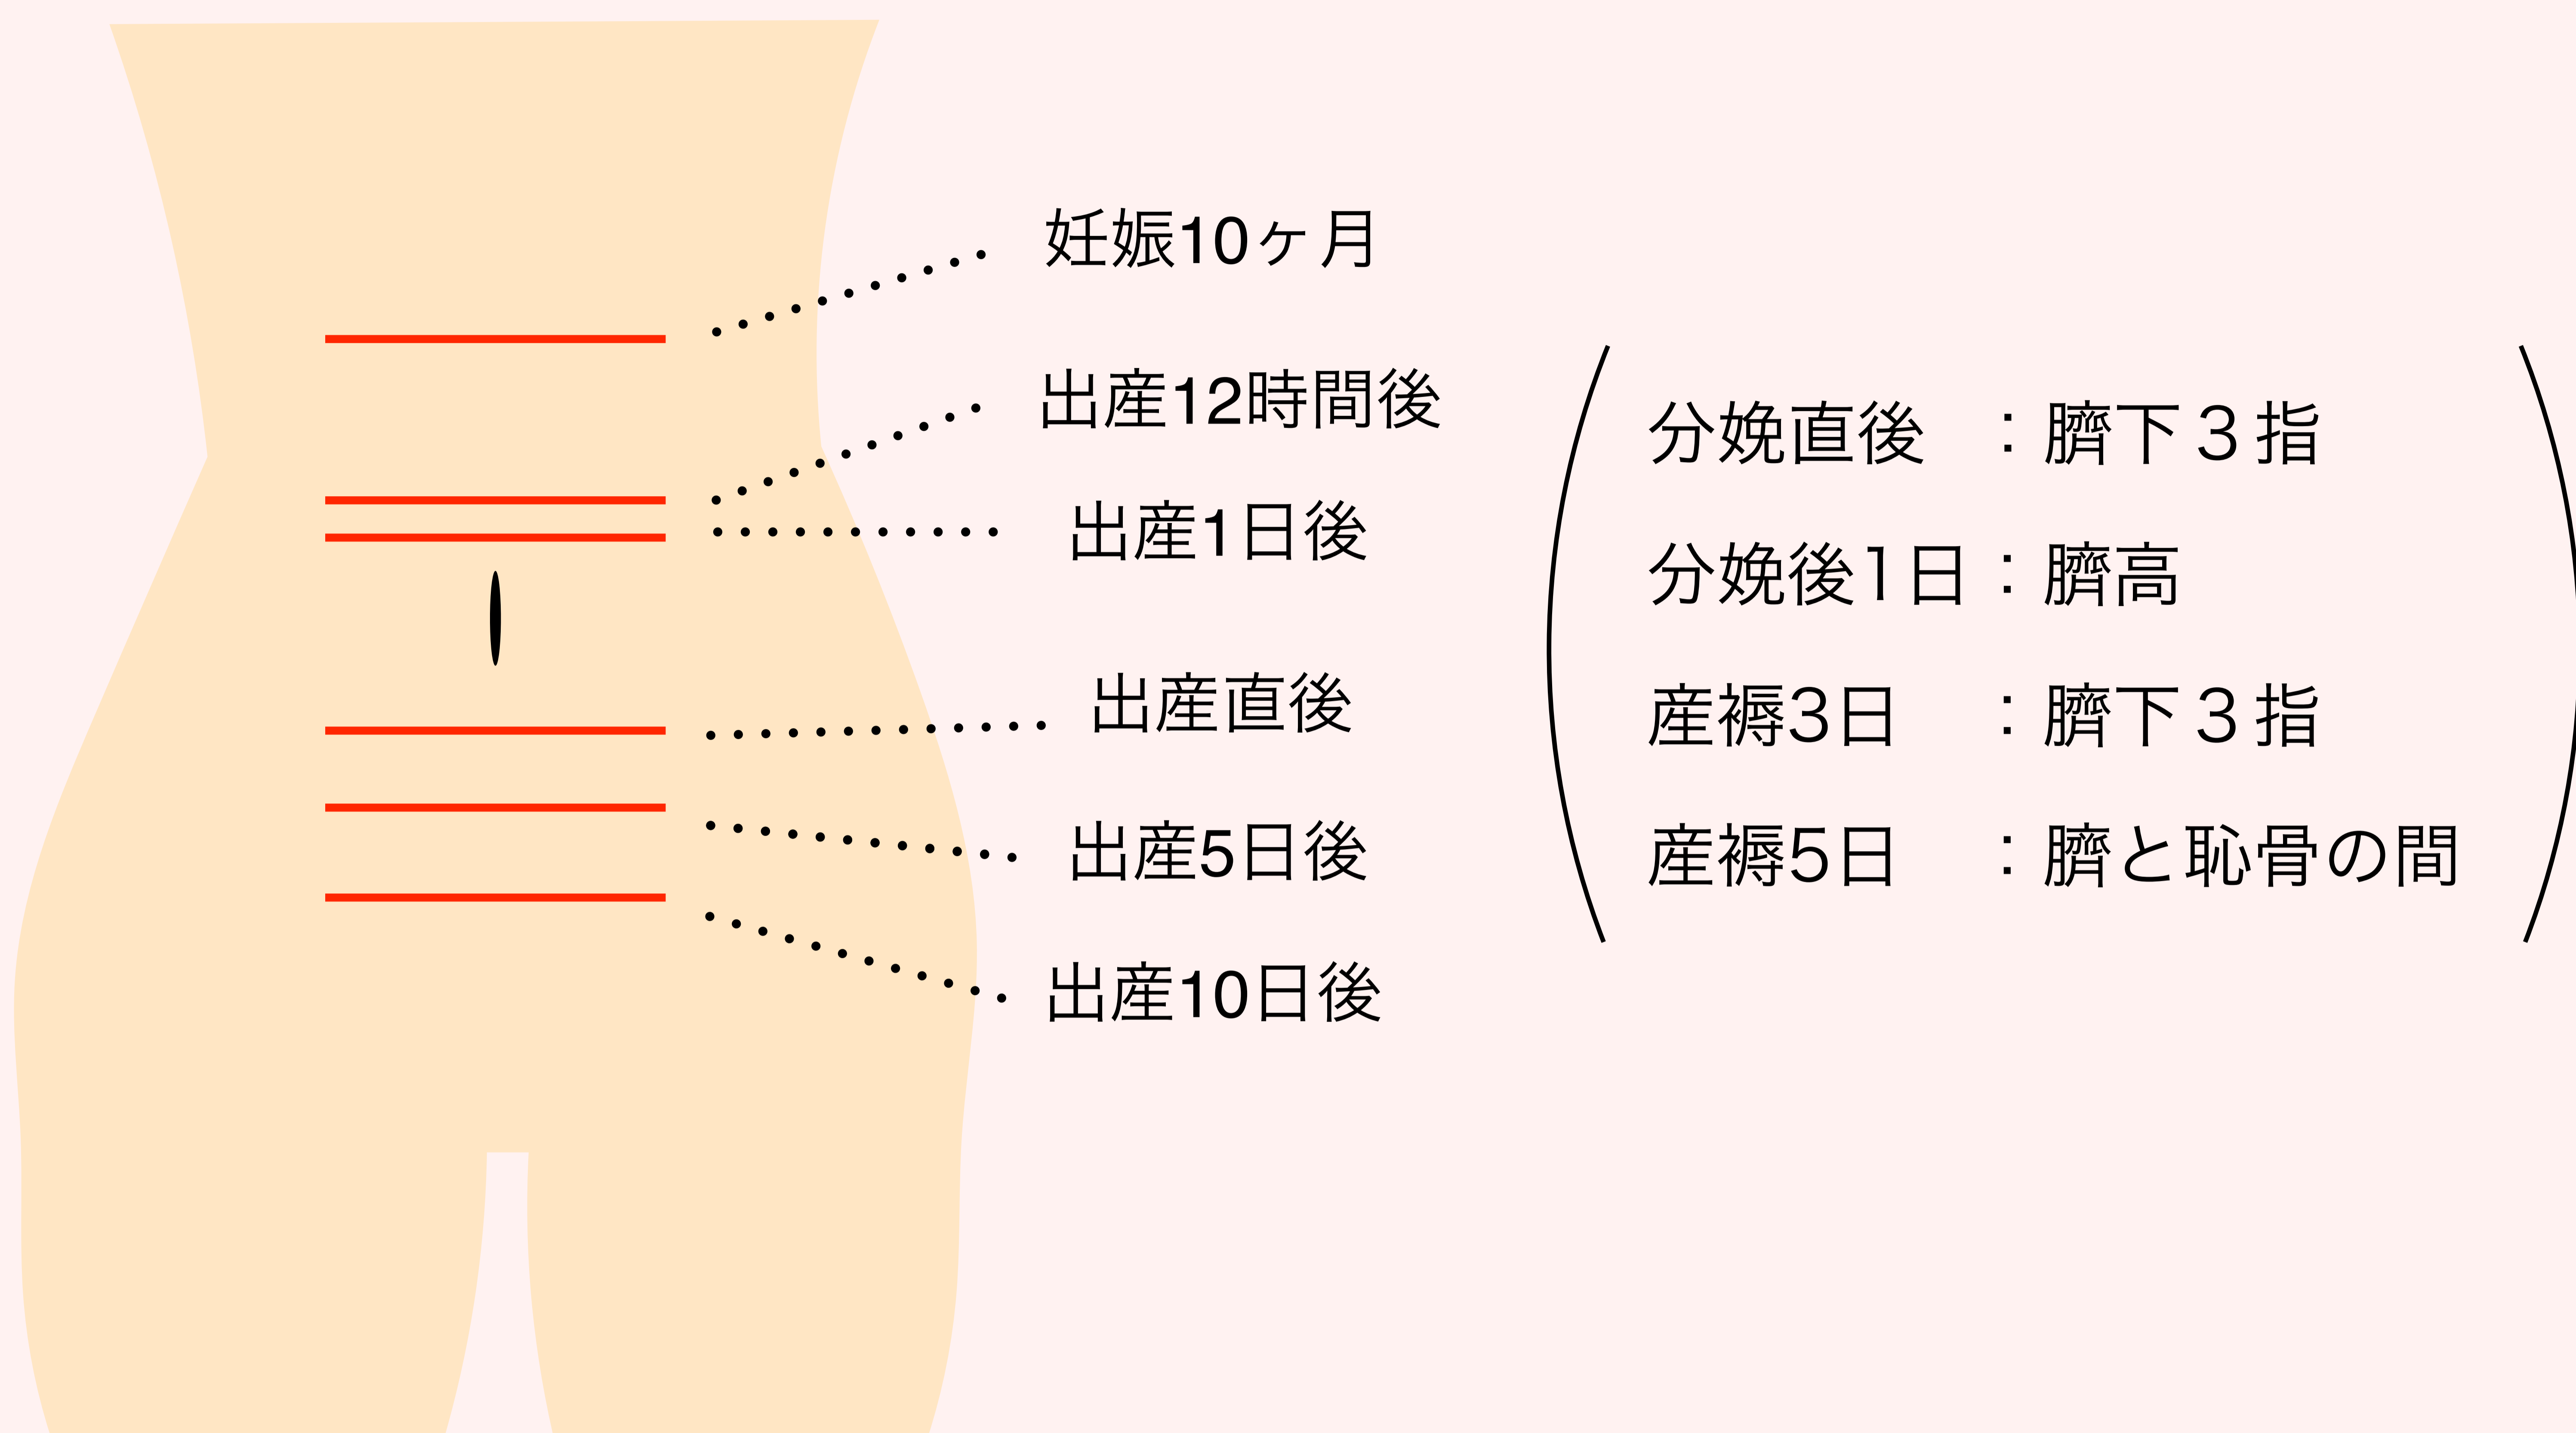 妊娠10ヶ月
出産12時間後
出産1日後
出産直後
出産5日後
出産10日後
分娩直後　：臍下３指
分娩後1日：臍高
産褥3日　：臍下３指
産褥5日　：臍と恥骨の間